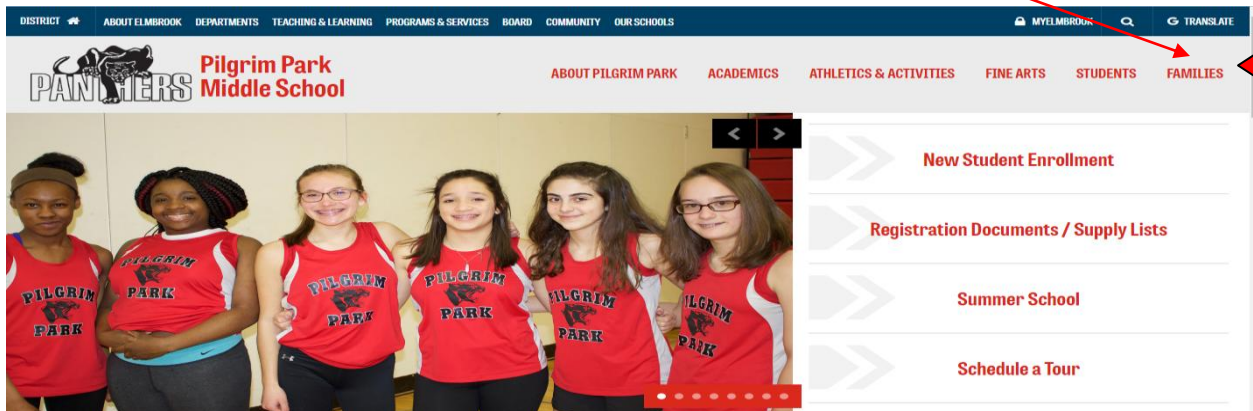 DISTRICT ABOUT ELMBROOK DEPARTMENTS TEACHING & LEARNING PROGRAMS & SERVICES BOARD COMMUNITY OUR SCHOOLS MYELMBROOK G TRANSLATE
PANTHERS
Pilgrim Park
Middle School
ABOUT PILGRIM PARK ACADEMICS ATHLETICS & ACTIVITIES FINE ARTS STUDENTS FAMILIES
< >
New Student Enrollment
Registration Documents / Supply Lists
Summer School
Schedule a Tour
PILGRIM
PARK
PILGRIM
PARK
PILGRIM
PARK
PILGRIM
PARK
PILGRIM
PARK
PILGRIM
PARK